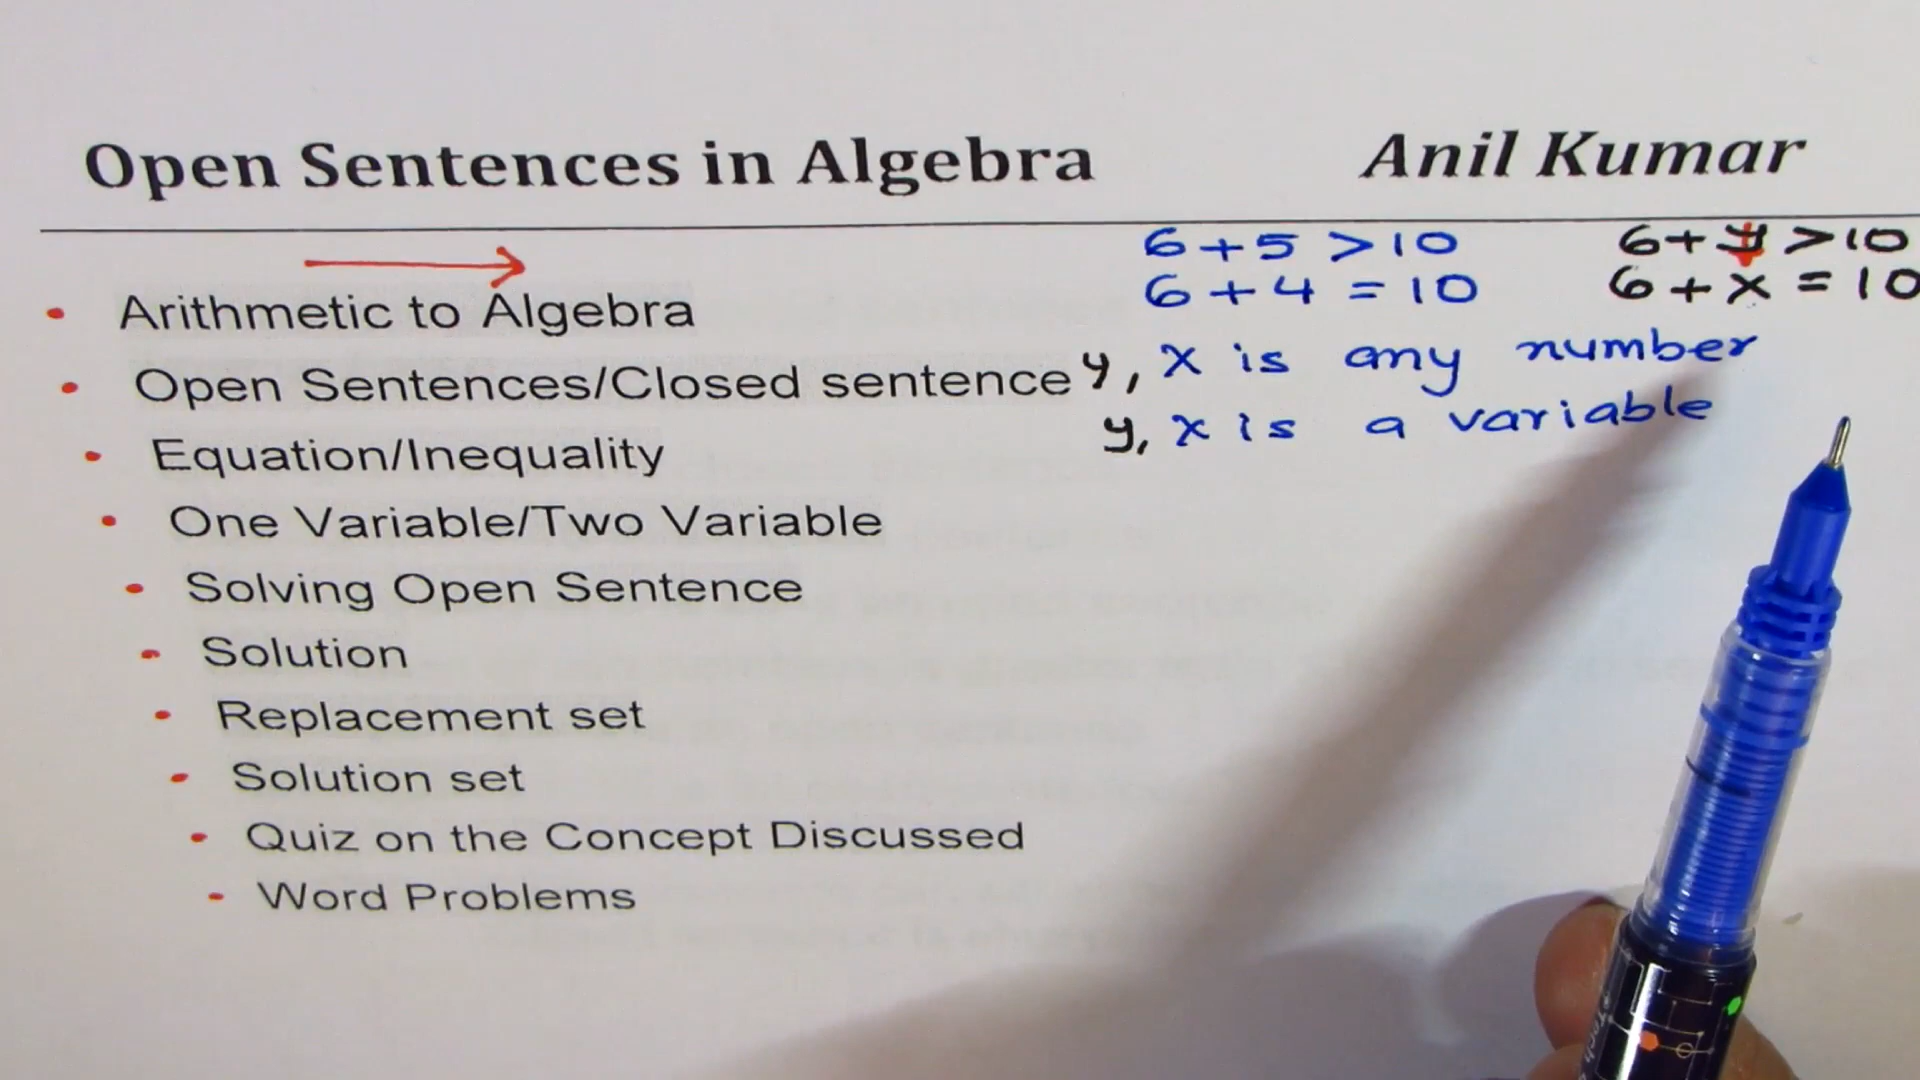 Open Sentences in Algebra Anil Kumar
6+5 >10 6+y >10
6+4 = 10 6+x = 10
• Arithmetic to Algebra
y, x is any number
• Open Sentences/Closed sentence
y, x is a variable
• Equation/Inequality
• One Variable/Two Variable
• Solving Open Sentence
• Solution
• Replacement set
• Solution set
• Quiz on the Concept Discussed
• Word Problems